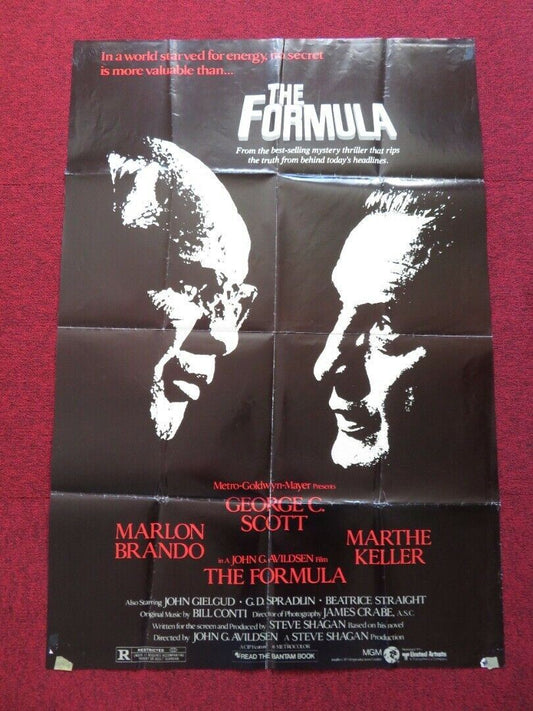 In a world starved for energy, no secret
is more valuable than...
THE
FORMULA
From the best-selling mystery thriller that rips
the truth from behind today's headlines.
Metro-Goldwyn-Mayer Presents
GEORGE C.
SCOTT
MARLON
BRANDO
MARTHE
KELLER
in A JOHN G. AVILDSEN Film
THE FORMULA
Also Starring JOHN GIELGUD · G.D. SPRADLIN · BEATRICE STRAIGHT
Original Music by BILL CONTI Director of Photography JAMES CRABE, A.S.C.
Written for the screen and Produced by STEVE SHAGAN Based on his novel
Directed by JOHN G. AVILDSEN A STEVE SHAGAN Production
R RESTRICTED
READ THE BANTAM BOOK
MGM
United Artists